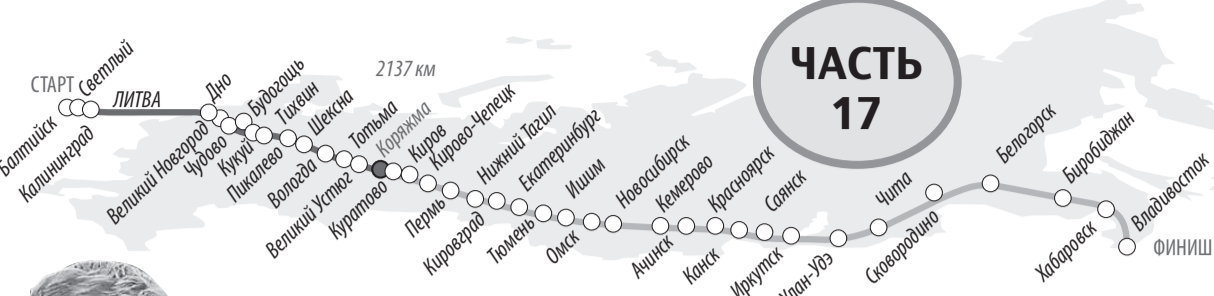 СТАРТ
Балтийск
Калининград
Светлый
ЛИТВА
Дно
Великий Новгород
Чудово
Будогощь
Кукуй
Тихвин
Пикалево
Шексна
Вологда
Тотьма
Великий Устюг
2137 км
Коряжма
Куратово
Киров
Кирово-Чепецк
Пермь
Нижний Тагил
Кировград
Екатеринбург
Тюмень
Ишим
Омск
Новосибирск
Кемерово
Ачинск
Красноярск
Канск
Саянск
Иркутск
Улан-Удэ
Чита
Сковородино
Белогорск
Биробиджан
Хабаровск
Владивосток
ФИНИШ
ЧАСТЬ
17